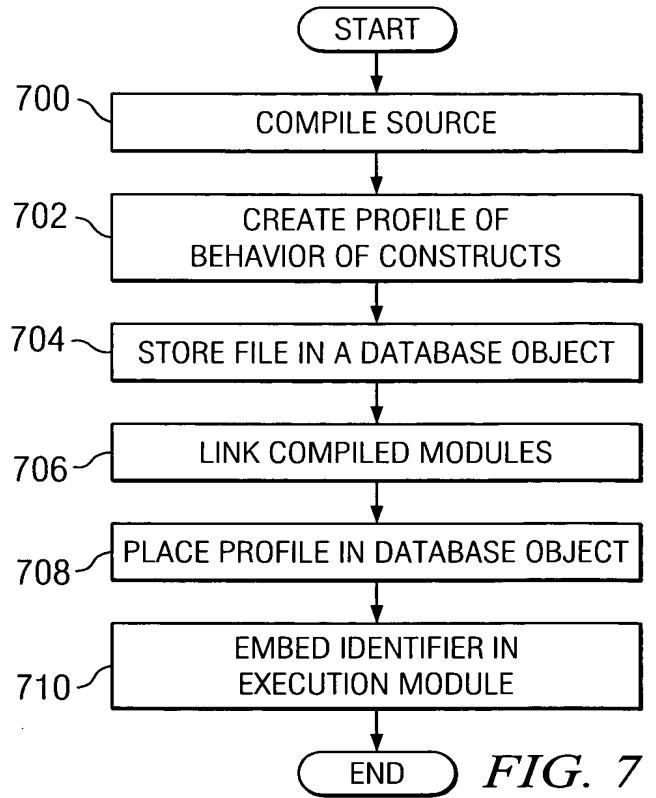 START
700
COMPILE SOURCE
702
CREATE PROFILE OF
BEHAVIOR OF CONSTRUCTS
704
STORE FILE IN A DATABASE OBJECT
706
LINK COMPILED MODULES
708
PLACE PROFILE IN DATABASE OBJECT
710
EMBED IDENTIFIER IN
EXECUTION MODULE
END
FIG. 7